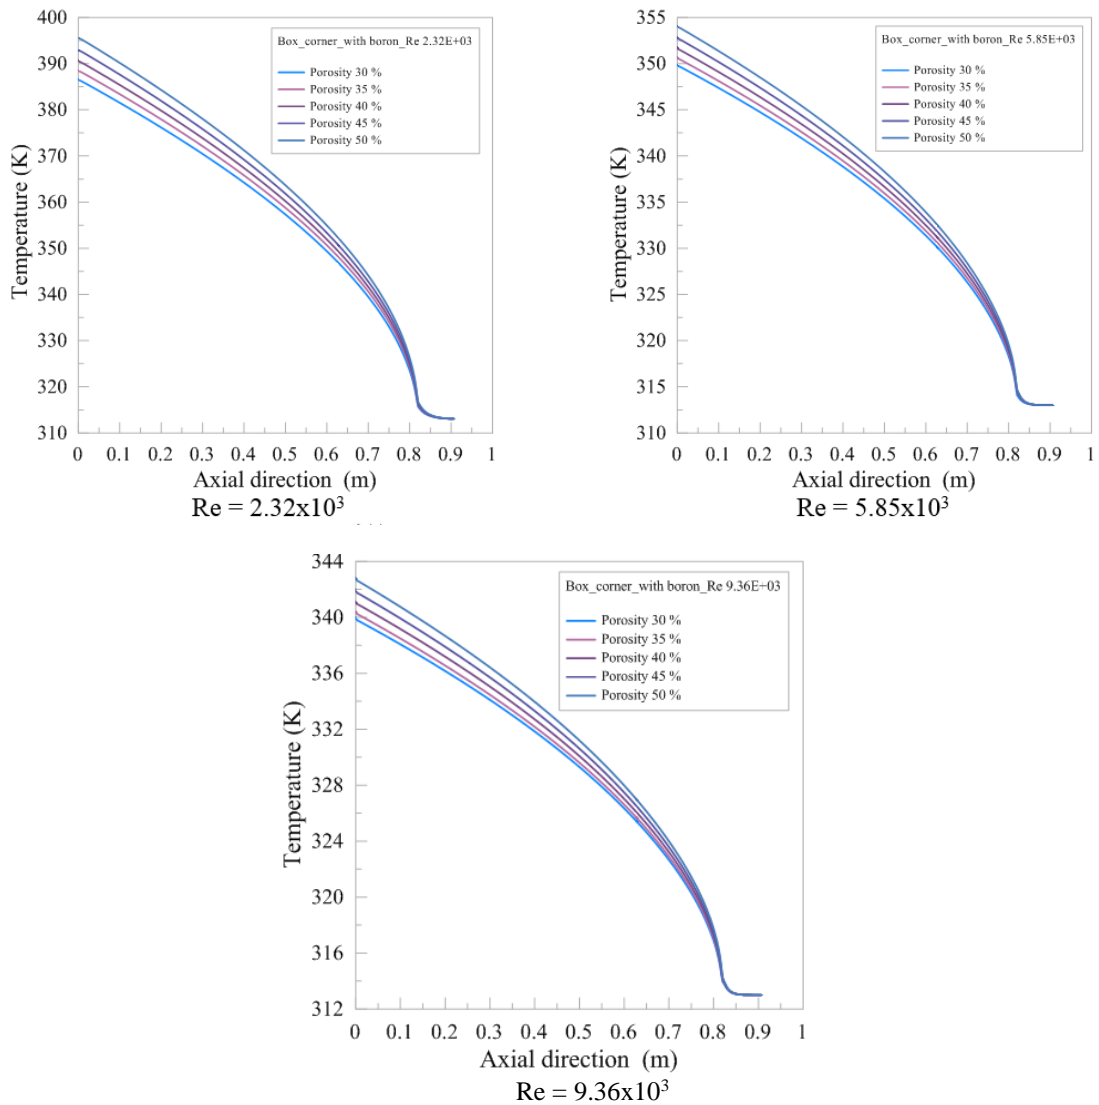 Box_corner_with boron_Re 2.32E+03
Porosity 30 %
Porosity 35 %
Porosity 40 %
Porosity 45 %
Porosity 50 %
Temperature (K)
400
390
380
370
360
350
340
330
320
310
0 0.1 0.2 0.3 0.4 0.5 0.6 0.7 0.8 0.9 1
Axial direction (m)
Re = 2.32x10³
Box_corner_with boron_Re 5.85E+03
Porosity 30 %
Porosity 35 %
Porosity 40 %
Porosity 45 %
Porosity 50 %
Temperature (K)
355
350
345
340
335
330
325
320
315
310
0 0.1 0.2 0.3 0.4 0.5 0.6 0.7 0.8 0.9 1
Axial direction (m)
Re = 5.85x10³
Box_corner_with boron_Re 9.36E+03
Porosity 30 %
Porosity 35 %
Porosity 40 %
Porosity 45 %
Porosity 50 %
Temperature (K)
344
340
336
332
328
324
320
316
312
0 0.1 0.2 0.3 0.4 0.5 0.6 0.7 0.8 0.9 1
Axial direction (m)
Re = 9.36x10³